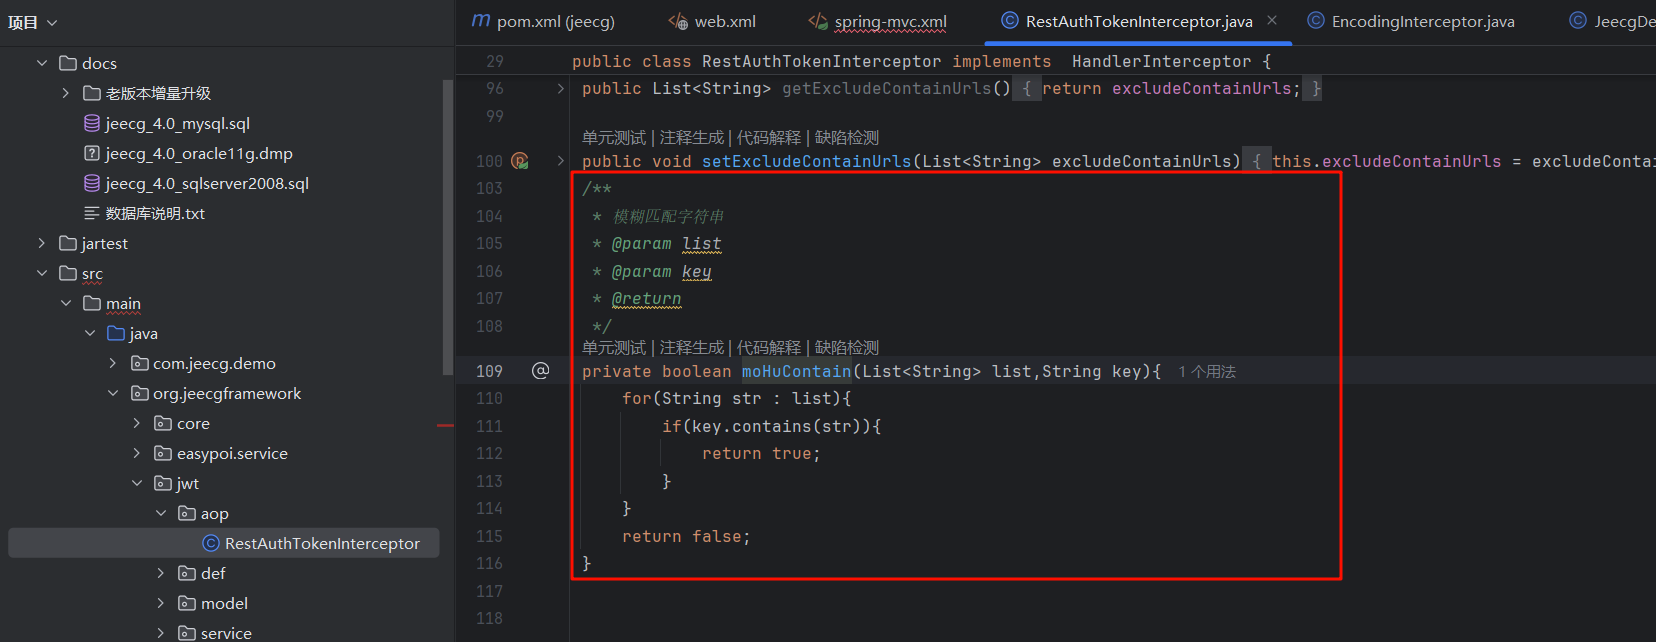 项目
docs
老版本增量升级
jeecg_4.0_mysql.sql
jeecg_4.0_oracle11g.dmp
jeecg_4.0_sqlserver2008.sql
数据库说明.txt
jartest
src
main
java
com.jeecg.demo
org.jeecgframework
core
easypoi.service
jwt
aop
RestAuthTokenInterceptor
def
model
service
pom.xml (jeecg)
web.xml
spring-mvc.xml
RestAuthTokenInterceptor.java
EncodingInterceptor.java
JeecgDe
29 public class RestAuthTokenInterceptor implements HandlerInterceptor {
96 public List<String> getExcludeContainUrls() { return excludeContainUrls; }
99
单元测试 | 注释生成 | 代码解释 | 缺陷检测
100 public void setExcludeContainUrls(List<String> excludeContainUrls) { this.excludeContainUrls = excludeContai
103 /**
104 * 模糊匹配字符串
105 * @param list
106 * @param key
107 * @return
108 */
单元测试 | 注释生成 | 代码解释 | 缺陷检测
109 private boolean moHuContain(List<String> list,String key){ 1 个用法
110 for(String str : list){
111 if(key.contains(str)){
112 return true;
113 }
114 }
115 return false;
116 }
117
118